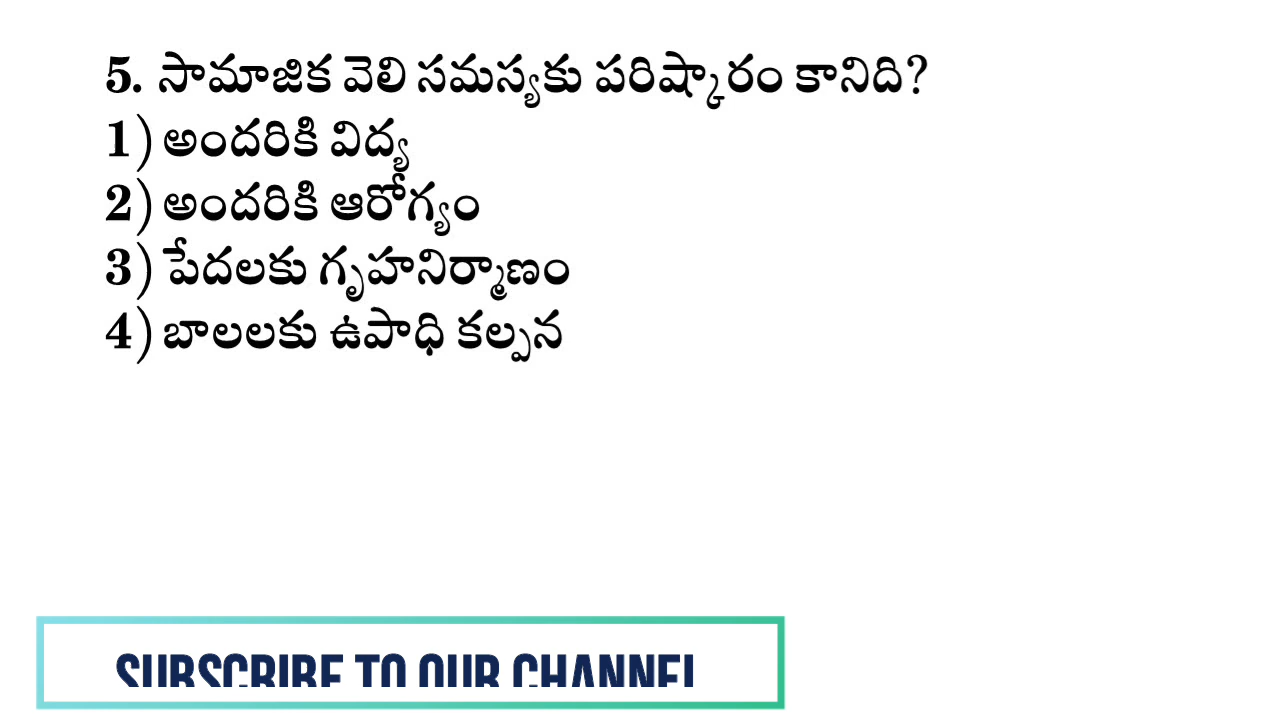 5. సామాజిక వెలి సమస్యకు పరిష్కారం కానిది?
1) అందరికి విద్య
2) అందరికి ఆరోగ్యం
3) పేదలకు గృహనిర్మాణం
4) బాలలకు ఉపాధి కల్పన
SUBSCRIBE TO OUR CHANNEL